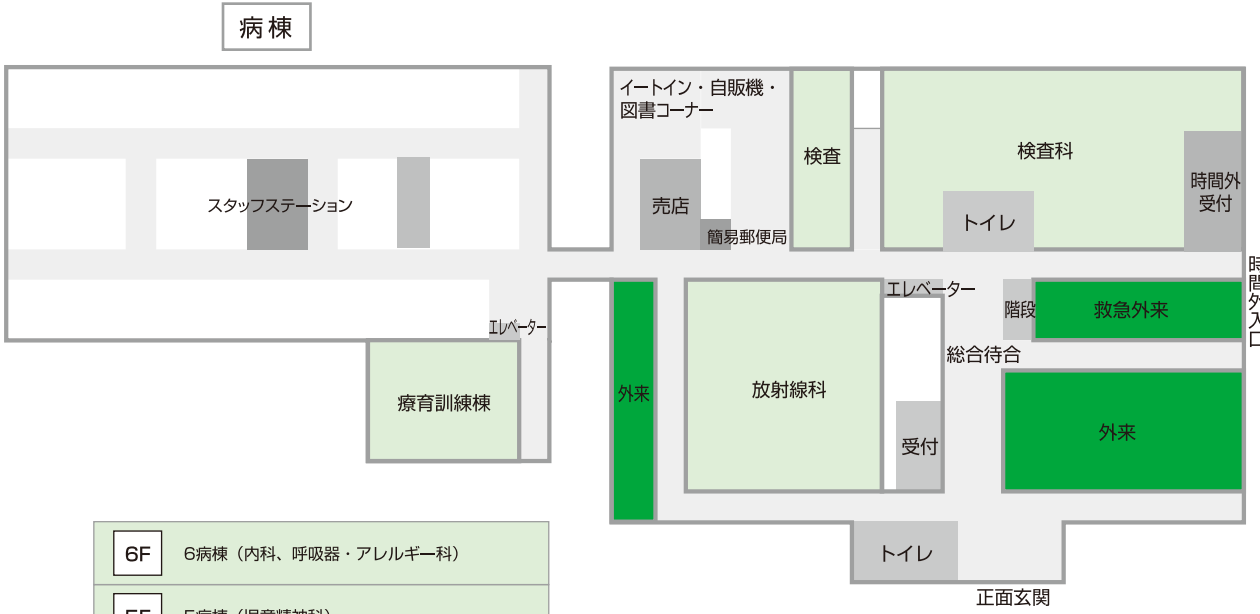 病棟
イートイン・自販機・
図書コーナー
検査
検査科
時間外
受付
スタッフステーション
売店
トイレ
簡易郵便局
時間外入口
エレベーター
階段
救急外来
エレベーター
総合待合
療育訓練棟
外来
放射線科
受付
外来
トイレ
正面玄関
6F 6病棟（内科、呼吸器・アレルギー科）